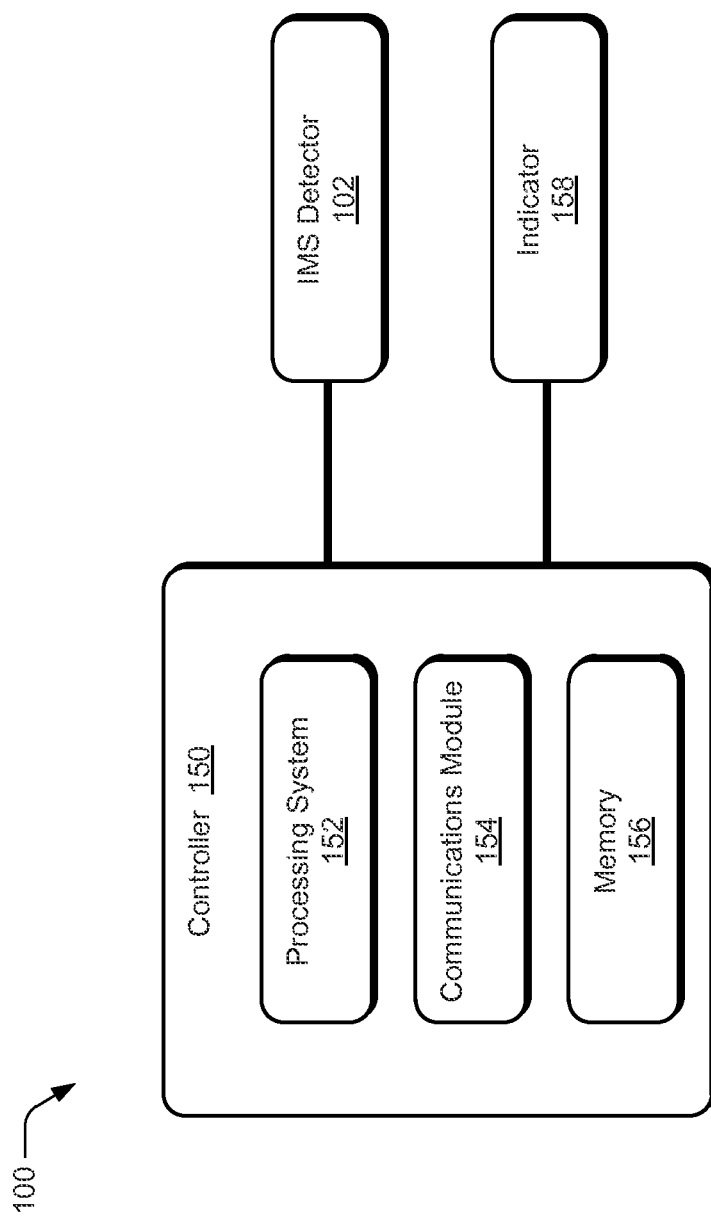 100
Controller 150
Processing System
152
Communications Module
154
Memory
156
IMS Detector
102
Indicator
158